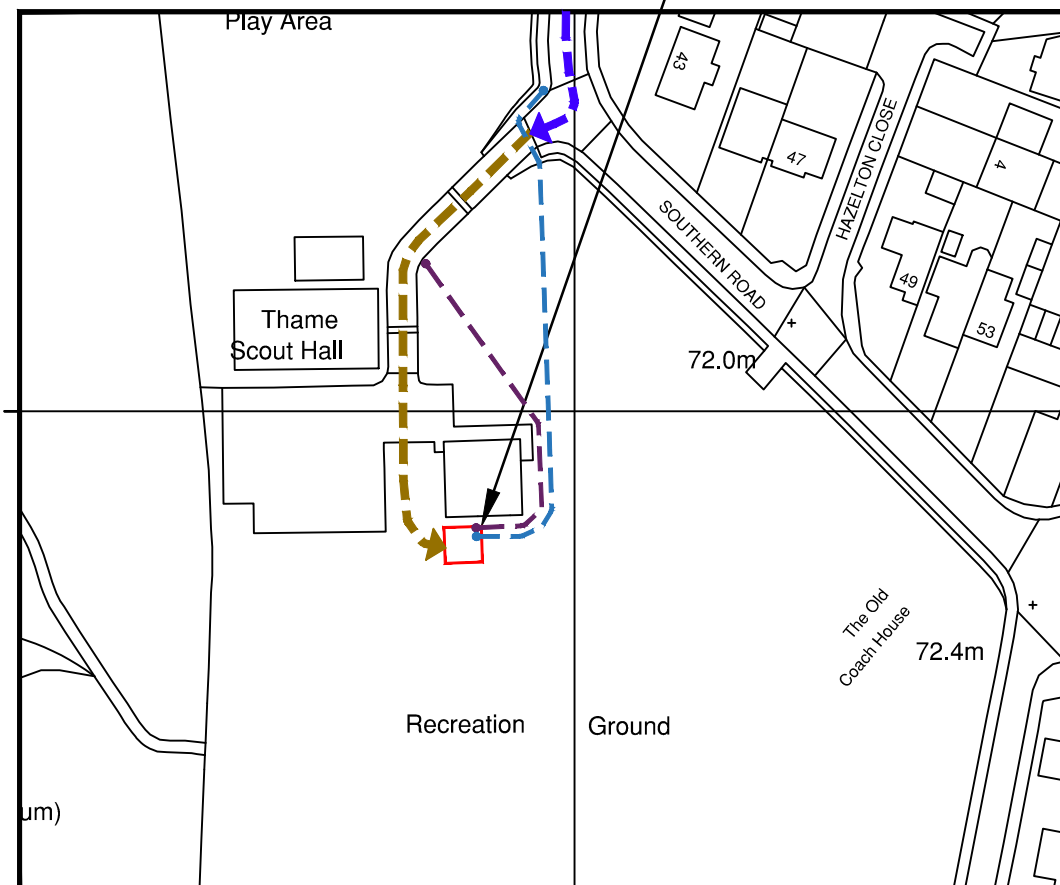 Play Area
43
47
HAZELTON CLOSE
4
SOUTHERN ROAD
49
53
Thame
Scout Hall
72.0m
The Old
Coach House
72.4m
Recreation
Ground
um)